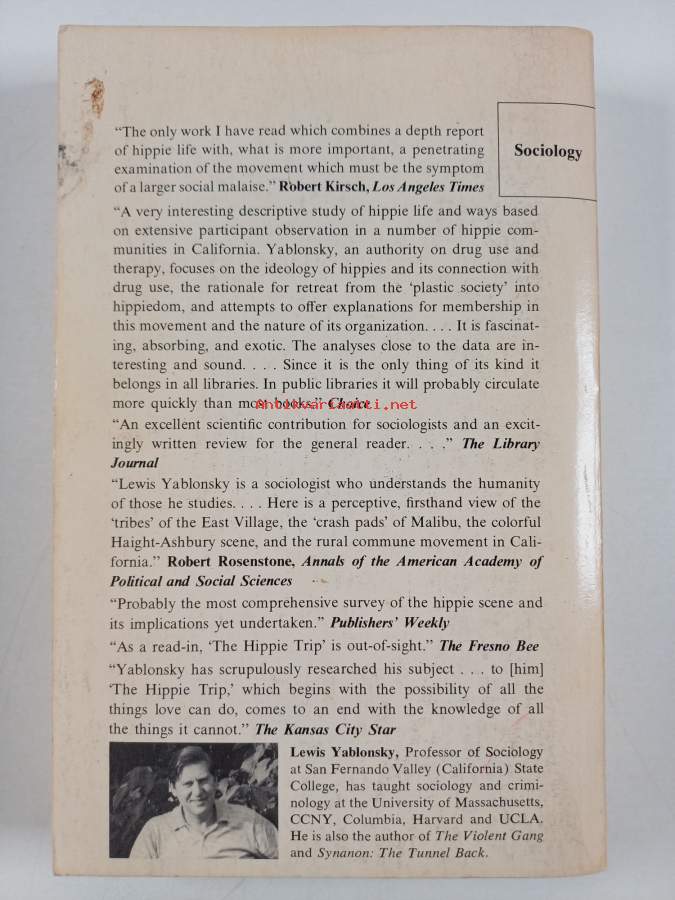 “The only work I have read which combines a depth report
of hippie life with, what is more important, a penetrating
examination of the movement which must be the symptom
of a larger social malaise.” Robert Kirsch, Los Angeles Times
Sociology
“A very interesting descriptive study of hippie life and ways based
on extensive participant observation in a number of hippie com-
munities in California. Yablonsky, an authority on drug use and
therapy, focuses on the ideology of hippies and its connection with
drug use, the rationale for retreat from the ‘plastic society’ into
hippiedom, and attempts to offer explanations for membership in
this movement and the nature of its organization. . . . It is fascinat-
ing, absorbing, and exotic. The analyses close to the data are in-
teresting and sound. . . . Since it is the only thing of its kind it
belongs in all libraries. In public libraries it will probably circulate
more quickly than most books.” Choice
Antikvariaatti.net
“An excellent scientific contribution for sociologists and an excit-
ingly written review for the general reader. . . .” The Library
Journal
“Lewis Yablonsky is a sociologist who understands the humanity
of those he studies. . . . Here is a perceptive, firsthand view of the
‘tribes’ of the East Village, the ‘crash pads’ of Malibu, the colorful
Haight-Ashbury scene, and the rural commune movement in Cali-
fornia.” Robert Rosenstone, Annals of the American Academy of
Political and Social Sciences
“Probably the most comprehensive survey of the hippie scene and
its implications yet undertaken.” Publishers’ Weekly
“As a read-in, ‘The Hippie Trip’ is out-of-sight.” The Fresno Bee
“Yablonsky has scrupulously researched his subject . . . to [him]
‘The Hippie Trip,’ which begins with the possibility of all the
things love can do, comes to an end with the knowledge of all
the things it cannot.” The Kansas City Star
Lewis Yablonsky, Professor of Sociology
at San Fernando Valley (California) State
College, has taught sociology and crimi-
nology at the University of Massachusetts,
CCNY, Columbia, Harvard and UCLA.
He is also the author of The Violent Gang
and Synanon: The Tunnel Back.